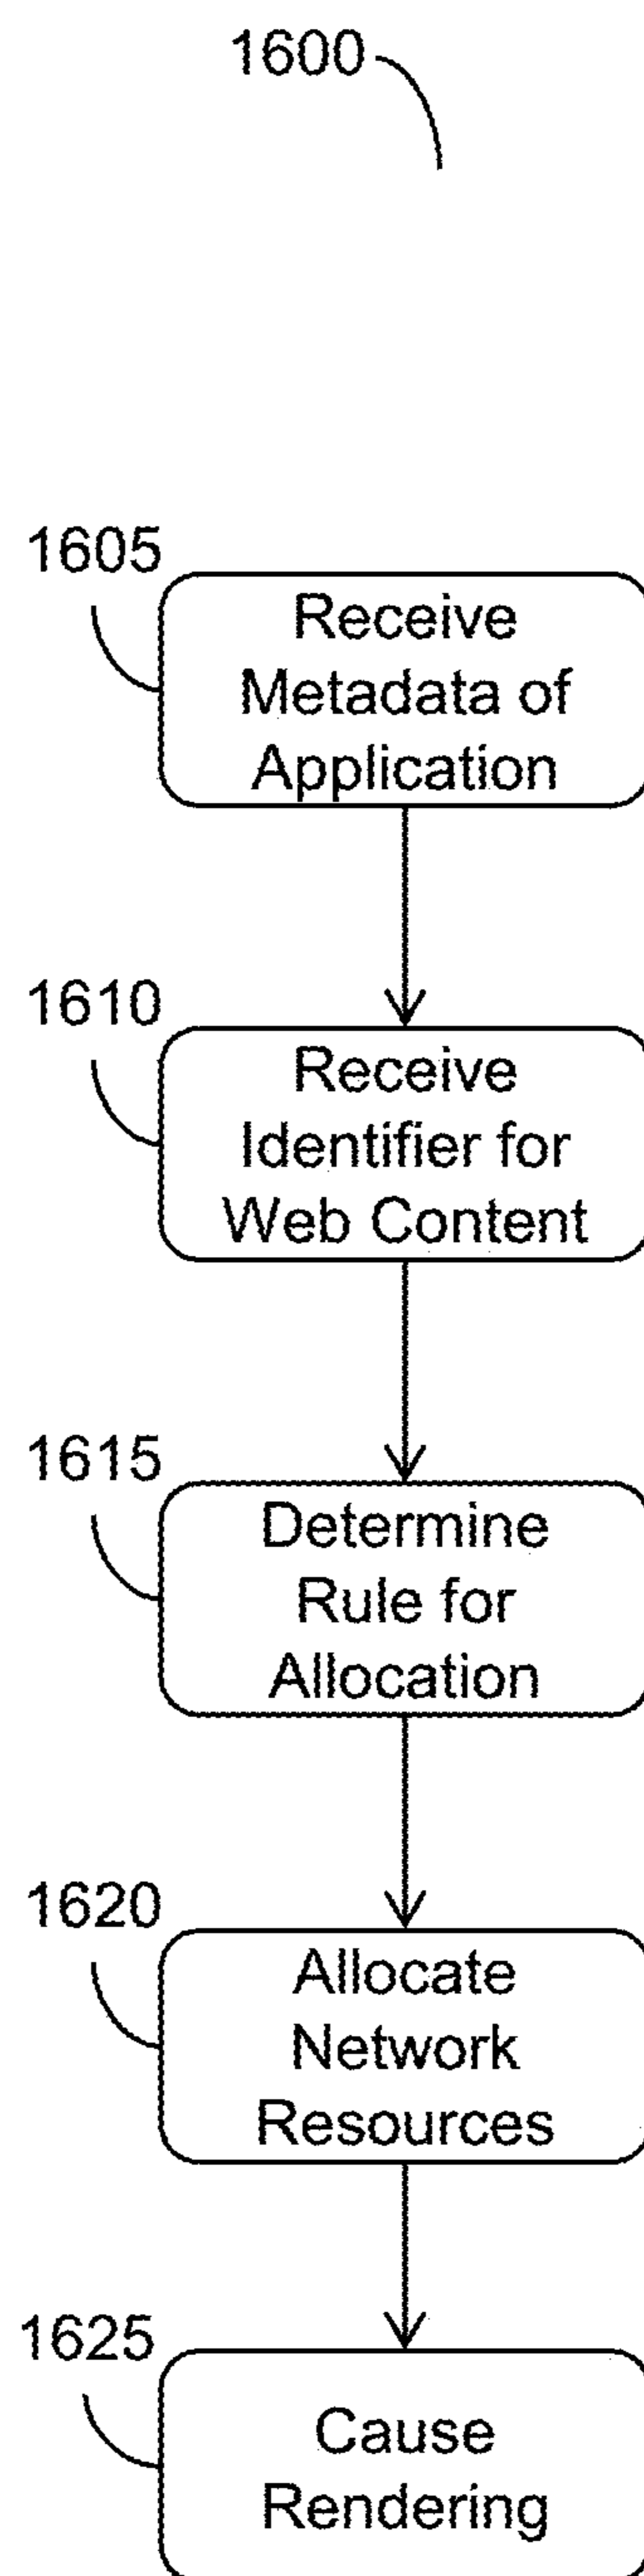 1600
1605
Receive
Metadata of
Application
1610
Receive
Identifier for
Web Content
1615
Determine
Rule for
Allocation
1620
Allocate
Network
Resources
1625
Cause
Rendering